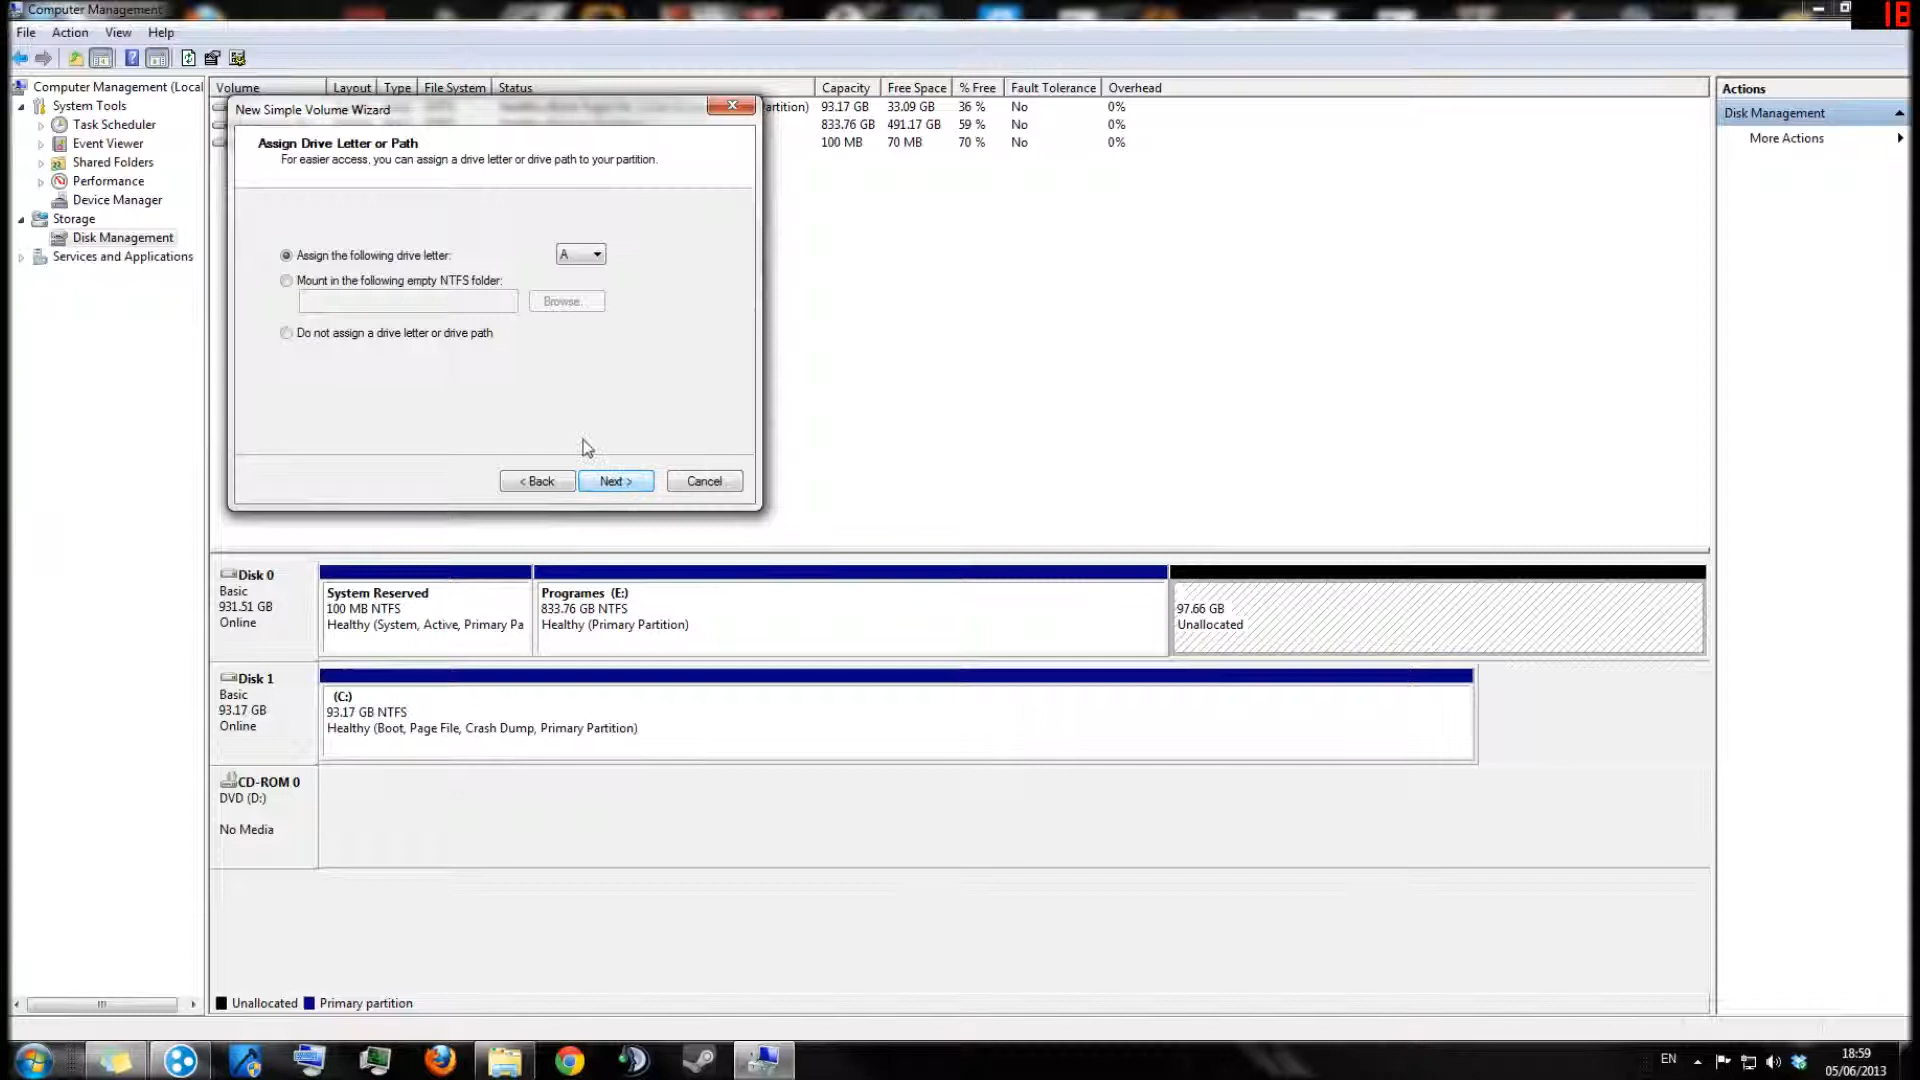 Computer Management
18
File Action View Help
Computer Management (Local
System Tools
Task Scheduler
Event Viewer
Shared Folders
Performance
Device Manager
Storage
Disk Management
Services and Applications
Volume Layout Type File System Status Capacity Free Space % Free Fault Tolerance Overhead
artition) 93.17 GB 33.09 GB 36 % No 0%
833.76 GB 491.17 GB 59 % No 0%
100 MB 70 MB 70 % No 0%
New Simple Volume Wizard
Assign Drive Letter or Path
For easier access, you can assign a drive letter or drive path to your partition.
Assign the following drive letter: A
Mount in the following empty NTFS folder:
Browse...
Do not assign a drive letter or drive path
< Back Next > Cancel
Actions
Disk Management
More Actions
Disk 0
Basic
931.51 GB
Online
System Reserved
100 MB NTFS
Healthy (System, Active, Primary Pa
Programes (E:)
833.76 GB NTFS
Healthy (Primary Partition)
97.66 GB
Unallocated
Disk 1
Basic
93.17 GB
Online
(C:)
93.17 GB NTFS
Healthy (Boot, Page File, Crash Dump, Primary Partition)
CD-ROM 0
DVD (D:)
No Media
Unallocated Primary partition
EN
18:59
05/06/2013